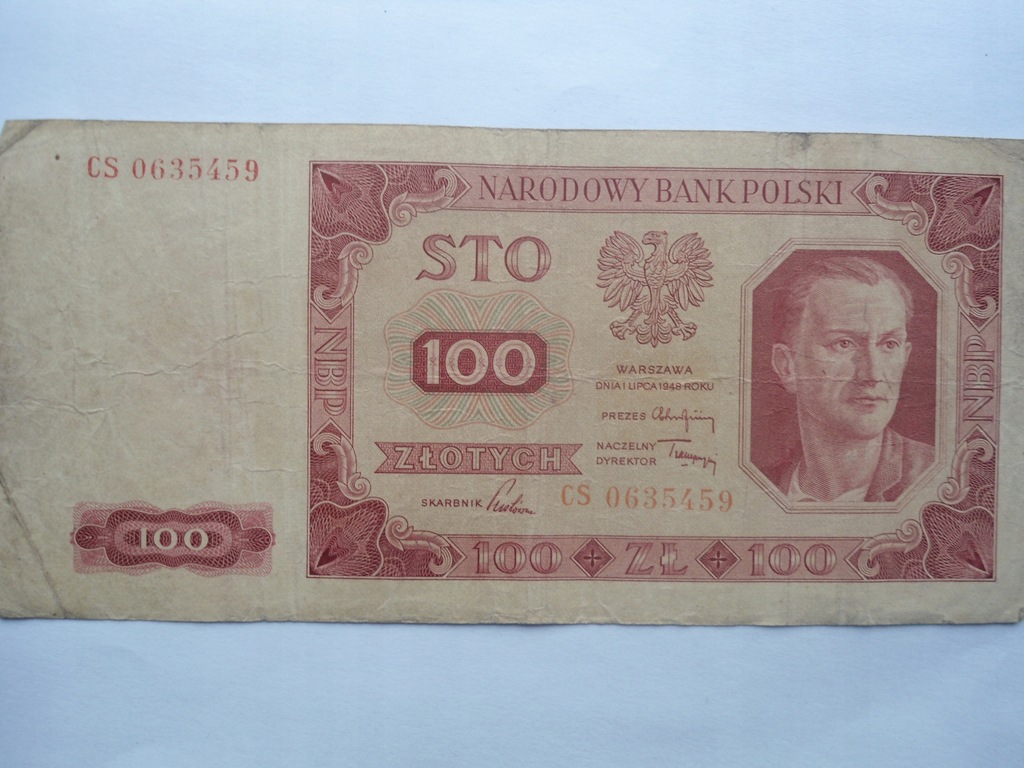 CS 0635459
NARODOWY BANK POLSKI
STO
100
WARSZAWA
DNIA 1 LIPCA 1948 ROKU
PREZES
NACZELNY
DYREKTOR
ZŁOTYCH
SKARBNIK
CS 0635459
NBP
NBP
100
100 ZŁ 100